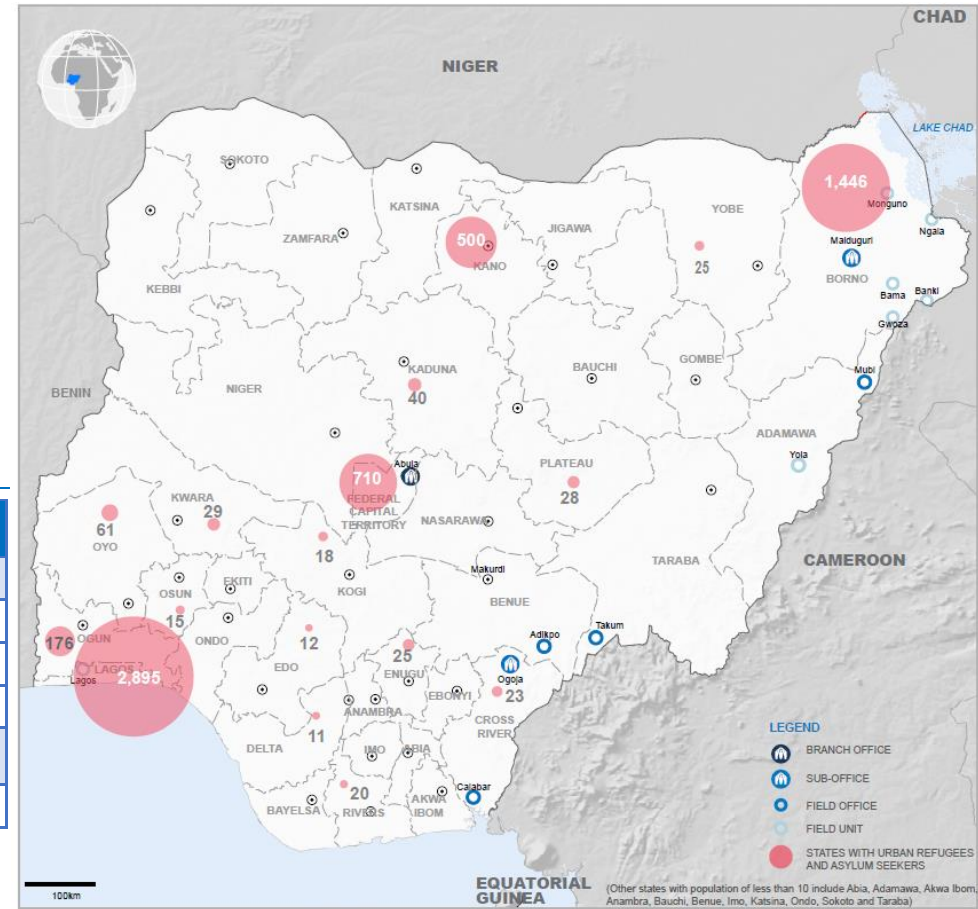 CHAD
NIGER
LAKE CHAD
SOKOTO
1,446
KATSINA
Monguno
YOBE
500
JIGAWA
Ngala
ZAMFARA
Maiduguri
KANO
25
BORNO
KEBBI
Bama
Banki
Gwoza
GOMBE
BAUCHI
KADUNA
Mubi
NIGER
BENIN
40
ADAMAWA
Abuja
PLATEAU
Yola
710
28
KWARA
FEDERAL
CAPITAL
TERRITORY
29
61
NASARAWA
OYO
18
CAMEROON
TARABA
Makurdi
EKITI
KOGI
OSUN
BENUE
15
12
Takum
Adikpo
176
OGUN
ONDO
EDO
25
LAGOS
Lagos
2,895
ENUGU
Ogoja
EBONYI
23
ANAMBRA
CROSS
RIVER
11
DELTA
IMO
ABIA
20
Calabar
BAYELSA
RIVERS
AKWA
IBOM
LEGEND
BRANCH OFFICE
SUB-OFFICE
FIELD OFFICE
FIELD UNIT
STATES WITH URBAN REFUGEES
AND ASYLUM SEEKERS
100km
EQUATORIAL
GUINEA
(Other states with population of less than 10 include Abia, Adamawa, Akwa Ibom,
Anambra, Bauchi, Benue, Imo, Katsina, Ondo, Sokoto and Taraba)